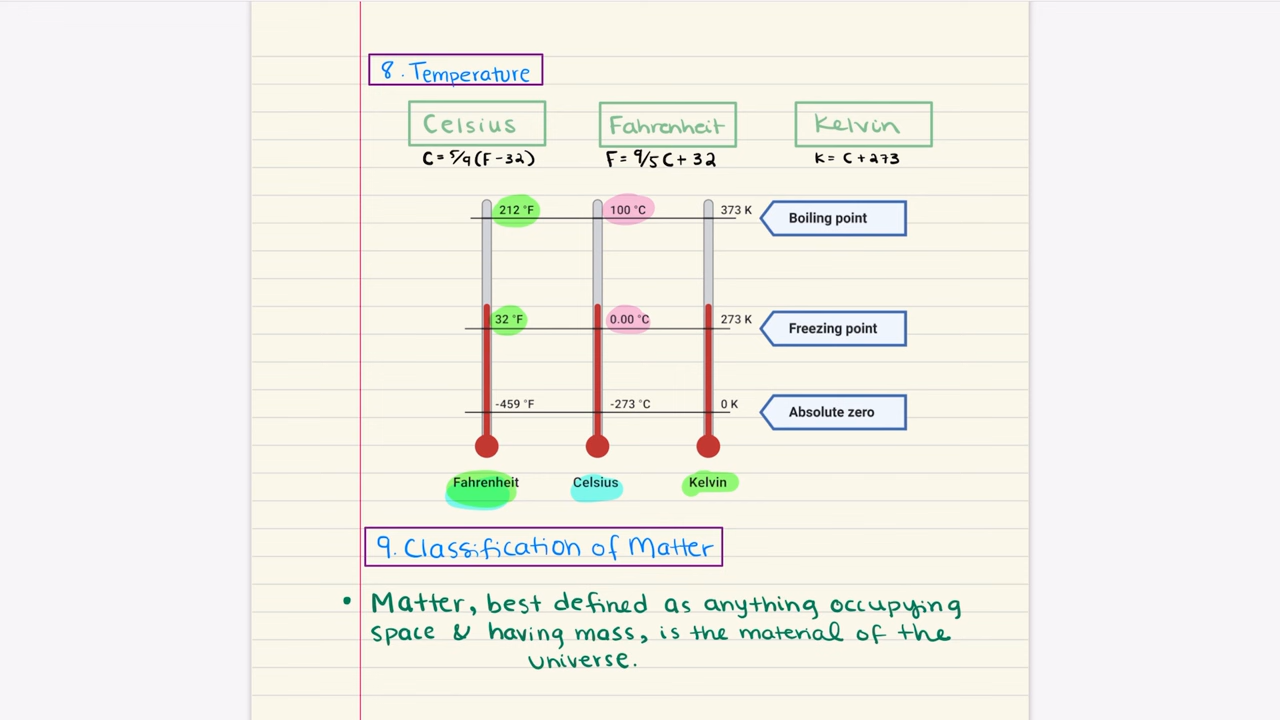 8. Temperature
Celsius
Fahrenheit
Kelvin
C = 5/9 (F - 32)
F = 9/5 C + 32
K = C + 273
212 °F
100 °C
373 K
Boiling point
32 °F
0.00 °C
273 K
Freezing point
-459 °F
-273 °C
0 K
Absolute zero
Fahrenheit
Celsius
Kelvin
9. Classification of Matter
• Matter, best defined as anything occupying
space & having mass, is the material of the
universe.